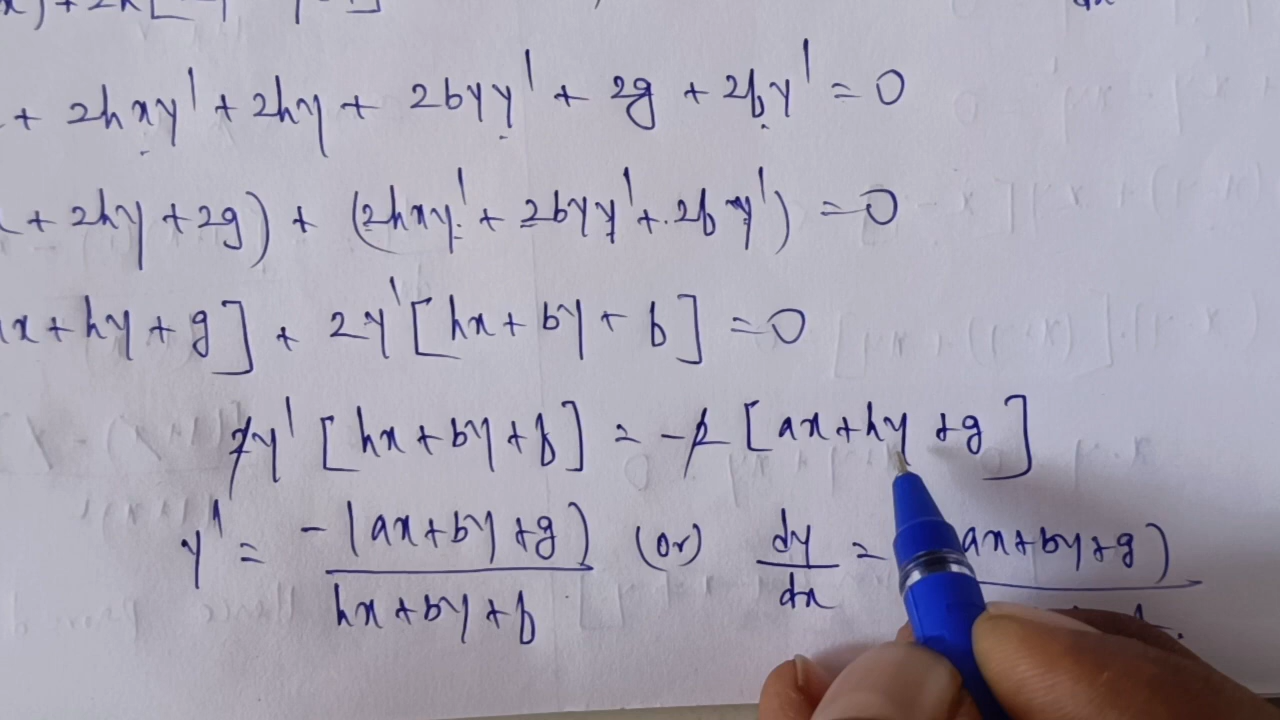 + 2hxy' + 2hy + 2byy' + 2g + 2fy' = 0
+ 2hy + 2g) + (2hxy' + 2byy' + 2fy') = 0
x + hy + g] + 2y' [hx + by + f] = 0
2y' [hx + by + f] = -2 [ax + hy + g]
y' = -(ax + by + g) / hx + by + f (or) dy/dx = ax + by + g)